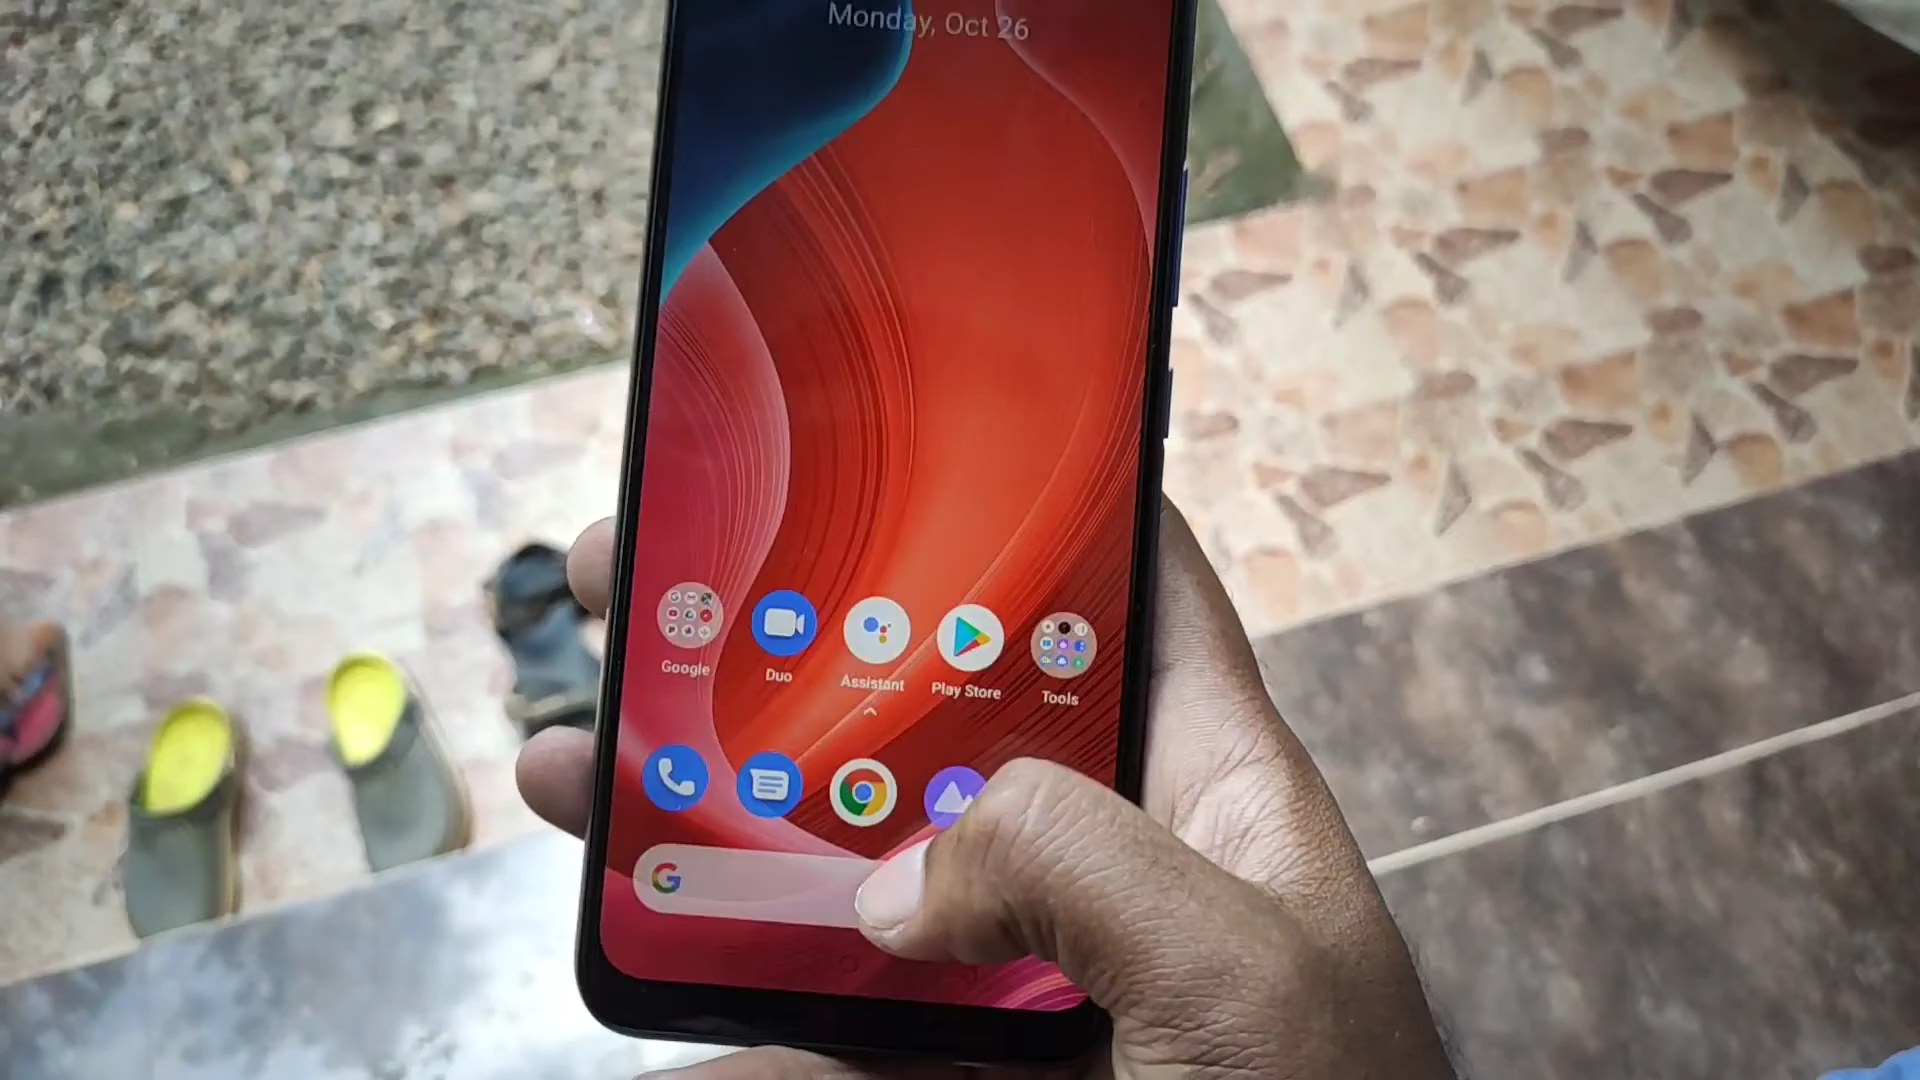 Monday, Oct 26
Google
Duo
Assistant
Play Store
Tools
G